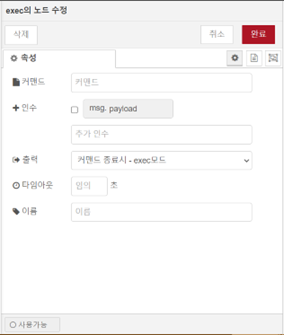 exec의 노드 수정
삭제
취소
완료
속성
커맨드
커맨드
인수
msg. payload
추가 인수
출력
커맨드 종료시 - exec모드
타임아웃
임의
초
이름
이름
사용가능